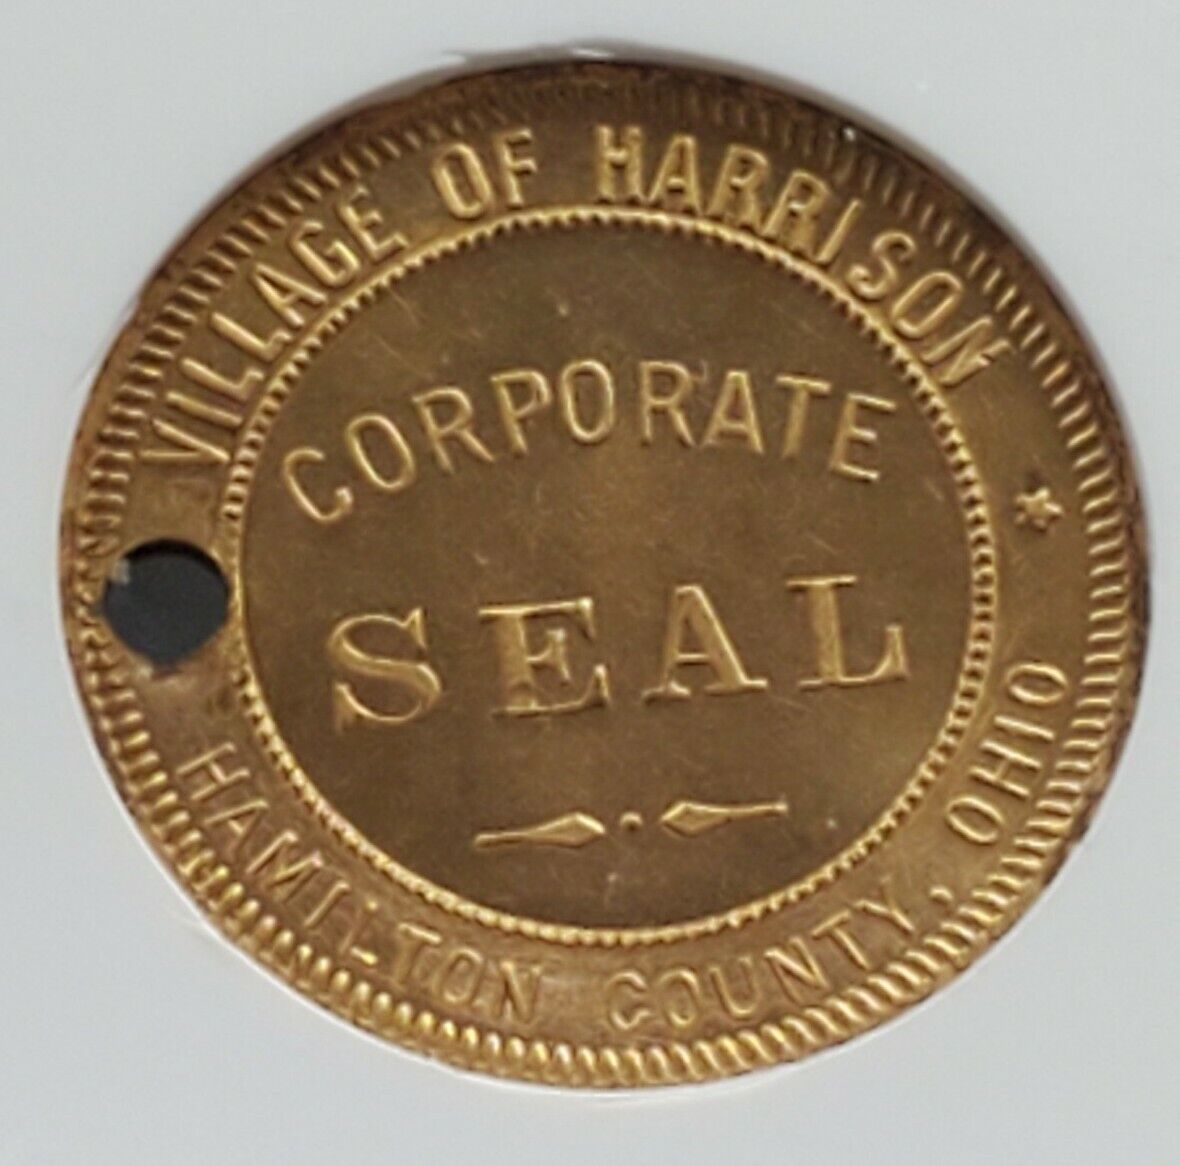 VILLAGE OF HARRISON *
CORPORATE
SEAL
HAMILTON COUNTY, OHIO